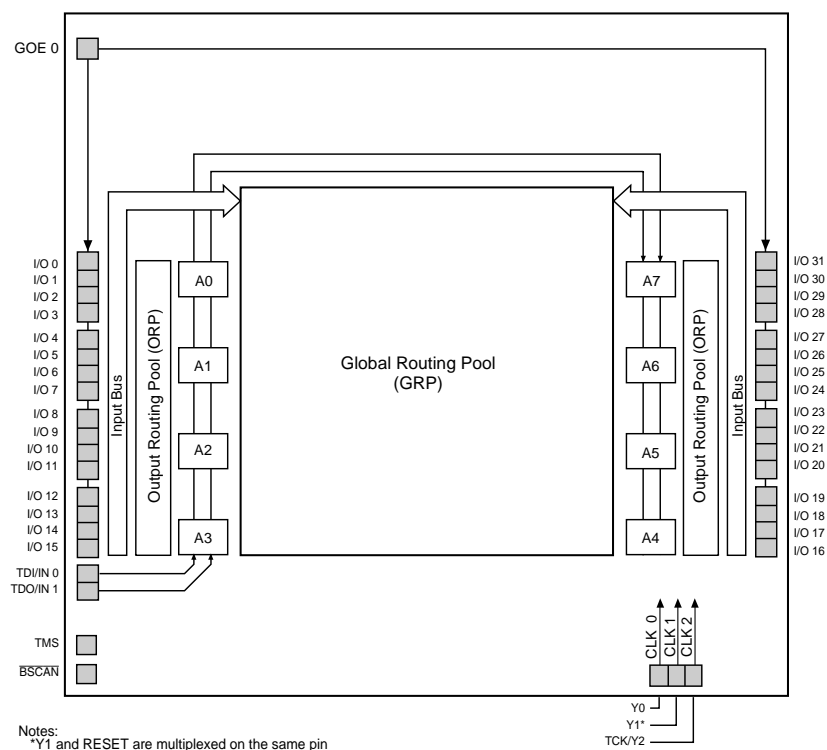 GOE 0
I/O 0
I/O 1
I/O 2
I/O 3
I/O 4
I/O 5
I/O 6
I/O 7
I/O 8
I/O 9
I/O 10
I/O 11
I/O 12
I/O 13
I/O 14
I/O 15
TDI/IN 0
TDO/IN 1
TMS
BSCAN
Input Bus
Output Routing Pool (ORP)
A0
A1
A2
A3
Global Routing Pool
(GRP)
A7
A6
A5
A4
Output Routing Pool (ORP)
Input Bus
I/O 31
I/O 30
I/O 29
I/O 28
I/O 27
I/O 26
I/O 25
I/O 24
I/O 23
I/O 22
I/O 21
I/O 20
I/O 19
I/O 18
I/O 17
I/O 16
CLK 0
CLK 1
CLK 2
Y0
Y1*
TCK/Y2
Notes:
*Y1 and RESET are multiplexed on the same pin